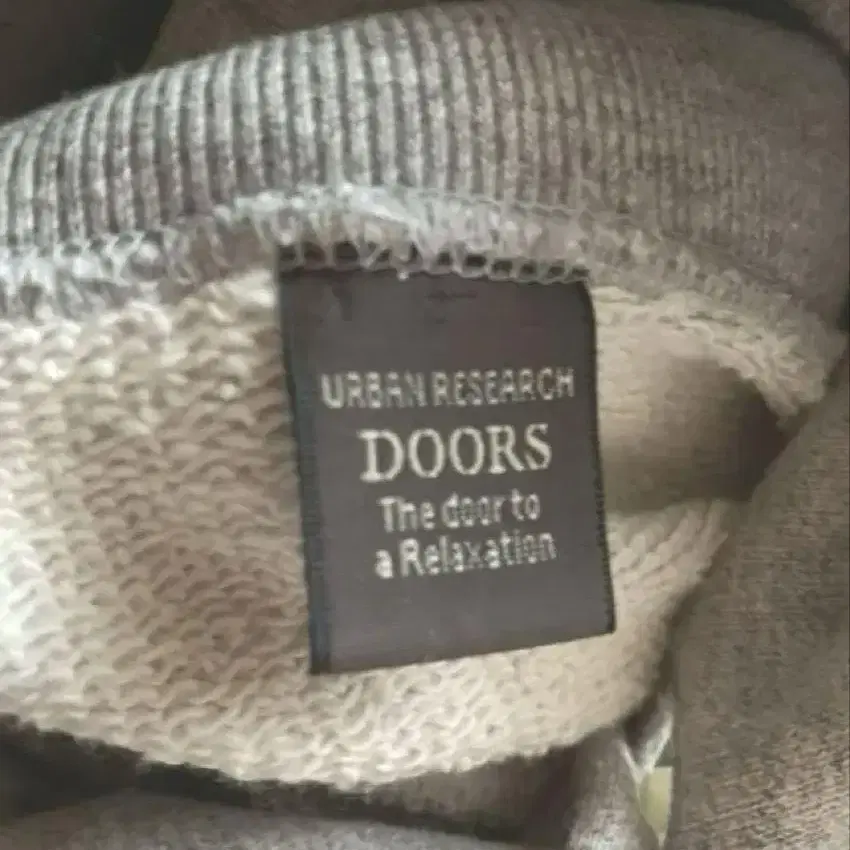 URBAN RESEARCH
DOORS
The door to
a Relaxation